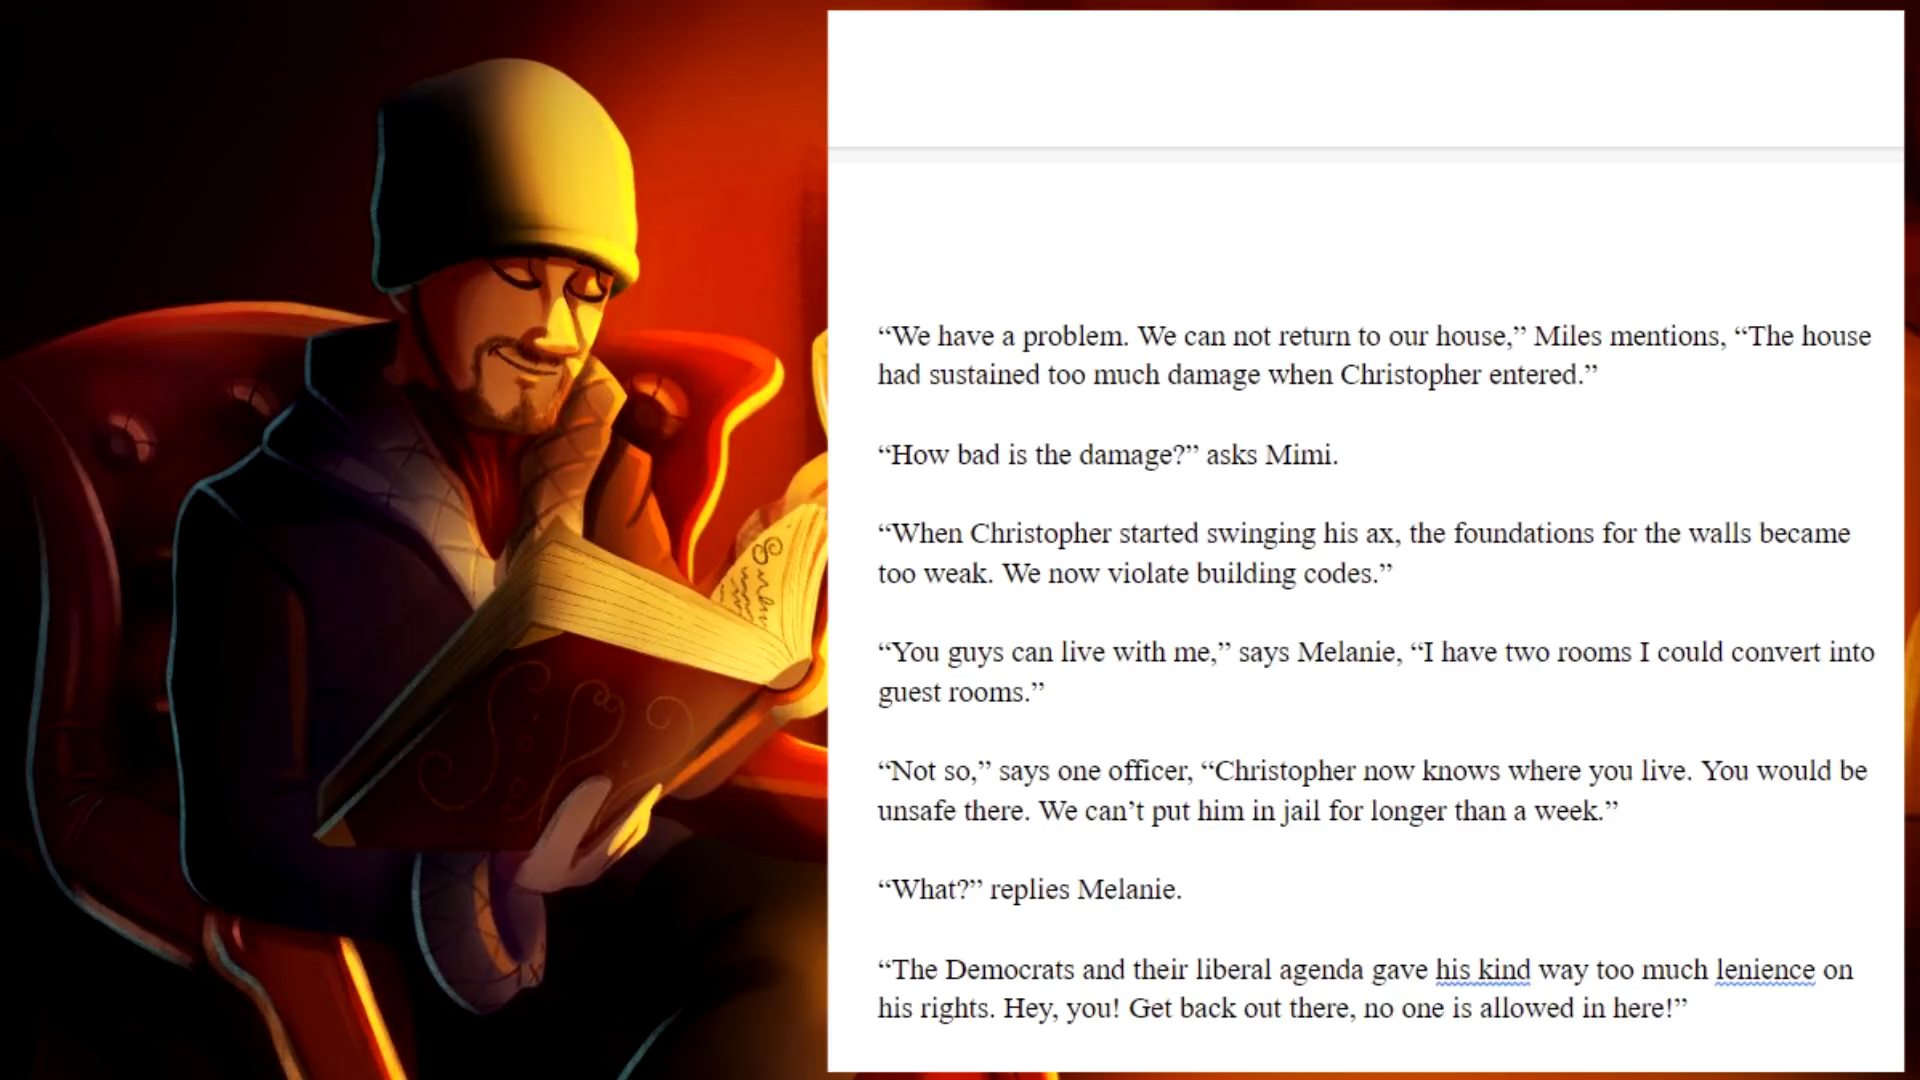 “We have a problem. We can not return to our house,” Miles mentions, “The house
had sustained too much damage when Christopher entered.”
“How bad is the damage?” asks Mimi.
“When Christopher started swinging his ax, the foundations for the walls became
too weak. We now violate building codes.”
“You guys can live with me,” says Melanie, “I have two rooms I could convert into
guest rooms.”
“Not so,” says one officer, “Christopher now knows where you live. You would be
unsafe there. We can’t put him in jail for longer than a week.”
“What?” replies Melanie.
“The Democrats and their liberal agenda gave his kind way too much lenience on
his rights. Hey, you! Get back out there, no one is allowed in here!”